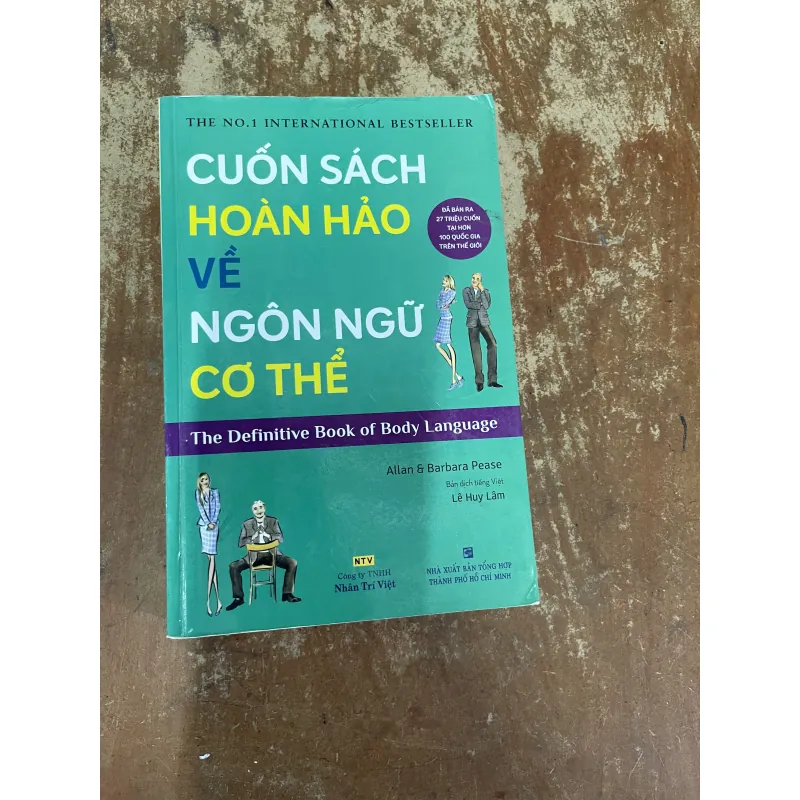 THE NO.1 INTERNATIONAL BESTSELLER
CUỐN SÁCH
HOÀN HẢO
VỀ
NGÔN NGỮ
CƠ THỂ
ĐÃ BÁN RA
27 TRIỆU CUỐN
TẠI HƠN
100 QUỐC GIA
TRÊN THẾ GIỚI
The Definitive Book of Body Language
Allan & Barbara Pease
Bản dịch tiếng Việt
Lê Huy Lâm
NTV
Công ty TNHH
Nhân Trí Việt
NHÀ XUẤT BẢN TỔNG HỢP
THÀNH PHỐ HỒ CHÍ MINH